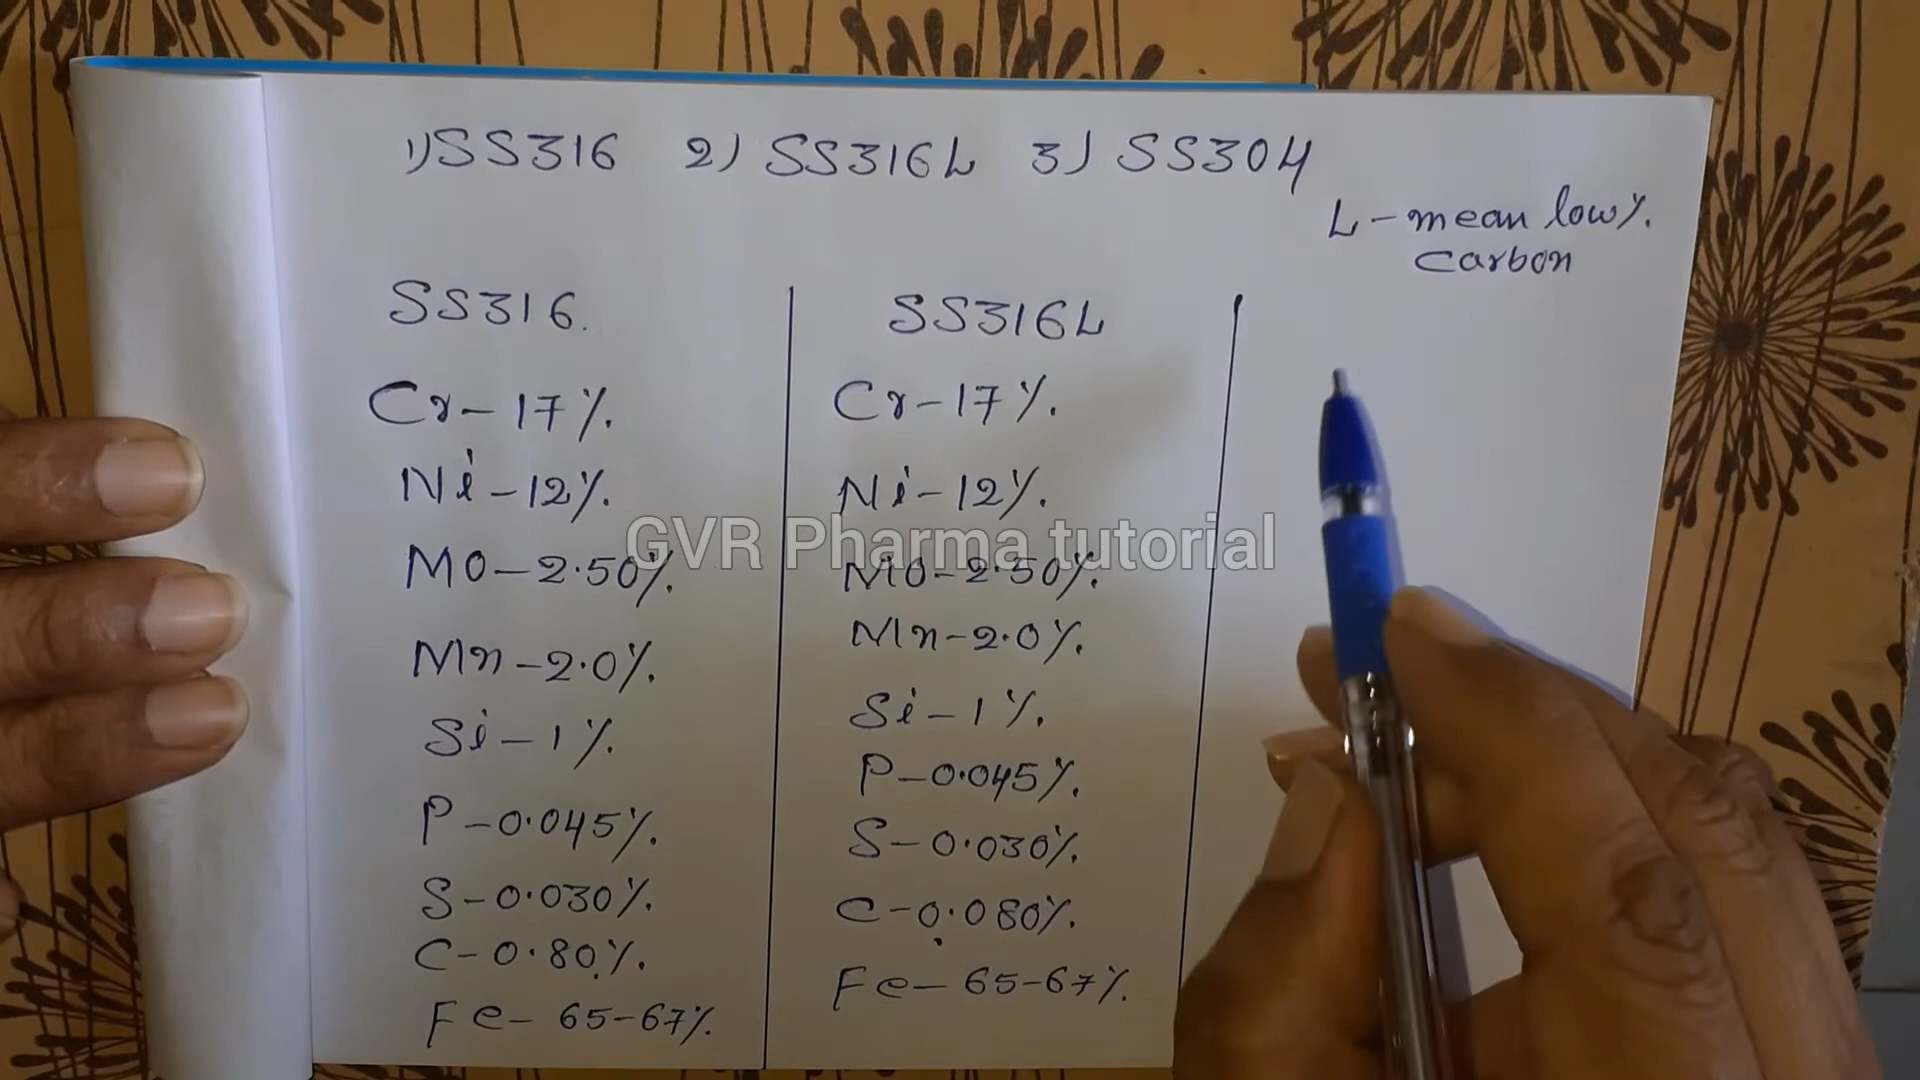 1) SS316 2) SS316L 3) SS304
L - mean low %.
carbon
SS316.
Cr - 17 %.
Ni - 12 %.
MO - 2.50 %.
Mn - 2.0 %.
Si - 1 %.
P - 0.045 %.
S - 0.030 %.
C - 0.80 %.
Fe - 65-67 %.
SS316L
Cr - 17 %.
Ni - 12 %.
MO - 2.50 %.
Mn - 2.0 %.
Si - 1 %.
P - 0.045 %.
S - 0.030 %.
C - 0.080 %.
Fe - 65-67 %.
GVR Pharma tutorial